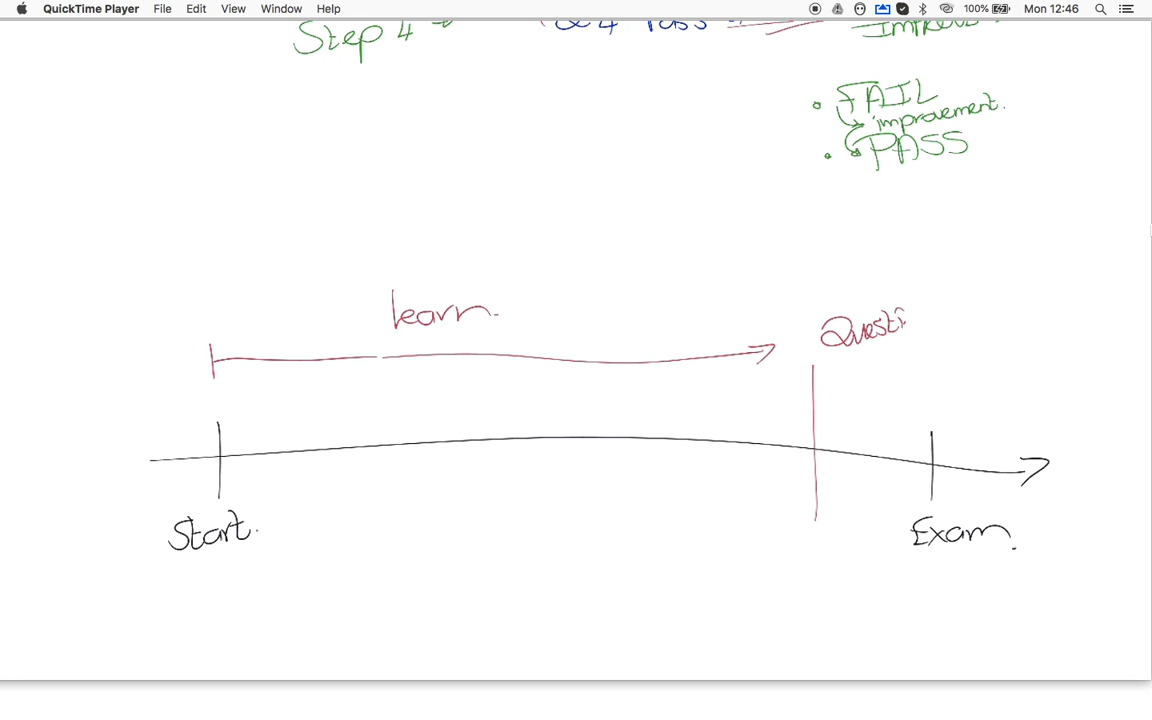 QuickTime Player File Edit View Window Help 100% Mon 12:46
Step 4
FAIL
improvement.
PASS
learn.
Questi
Start.
Exam.